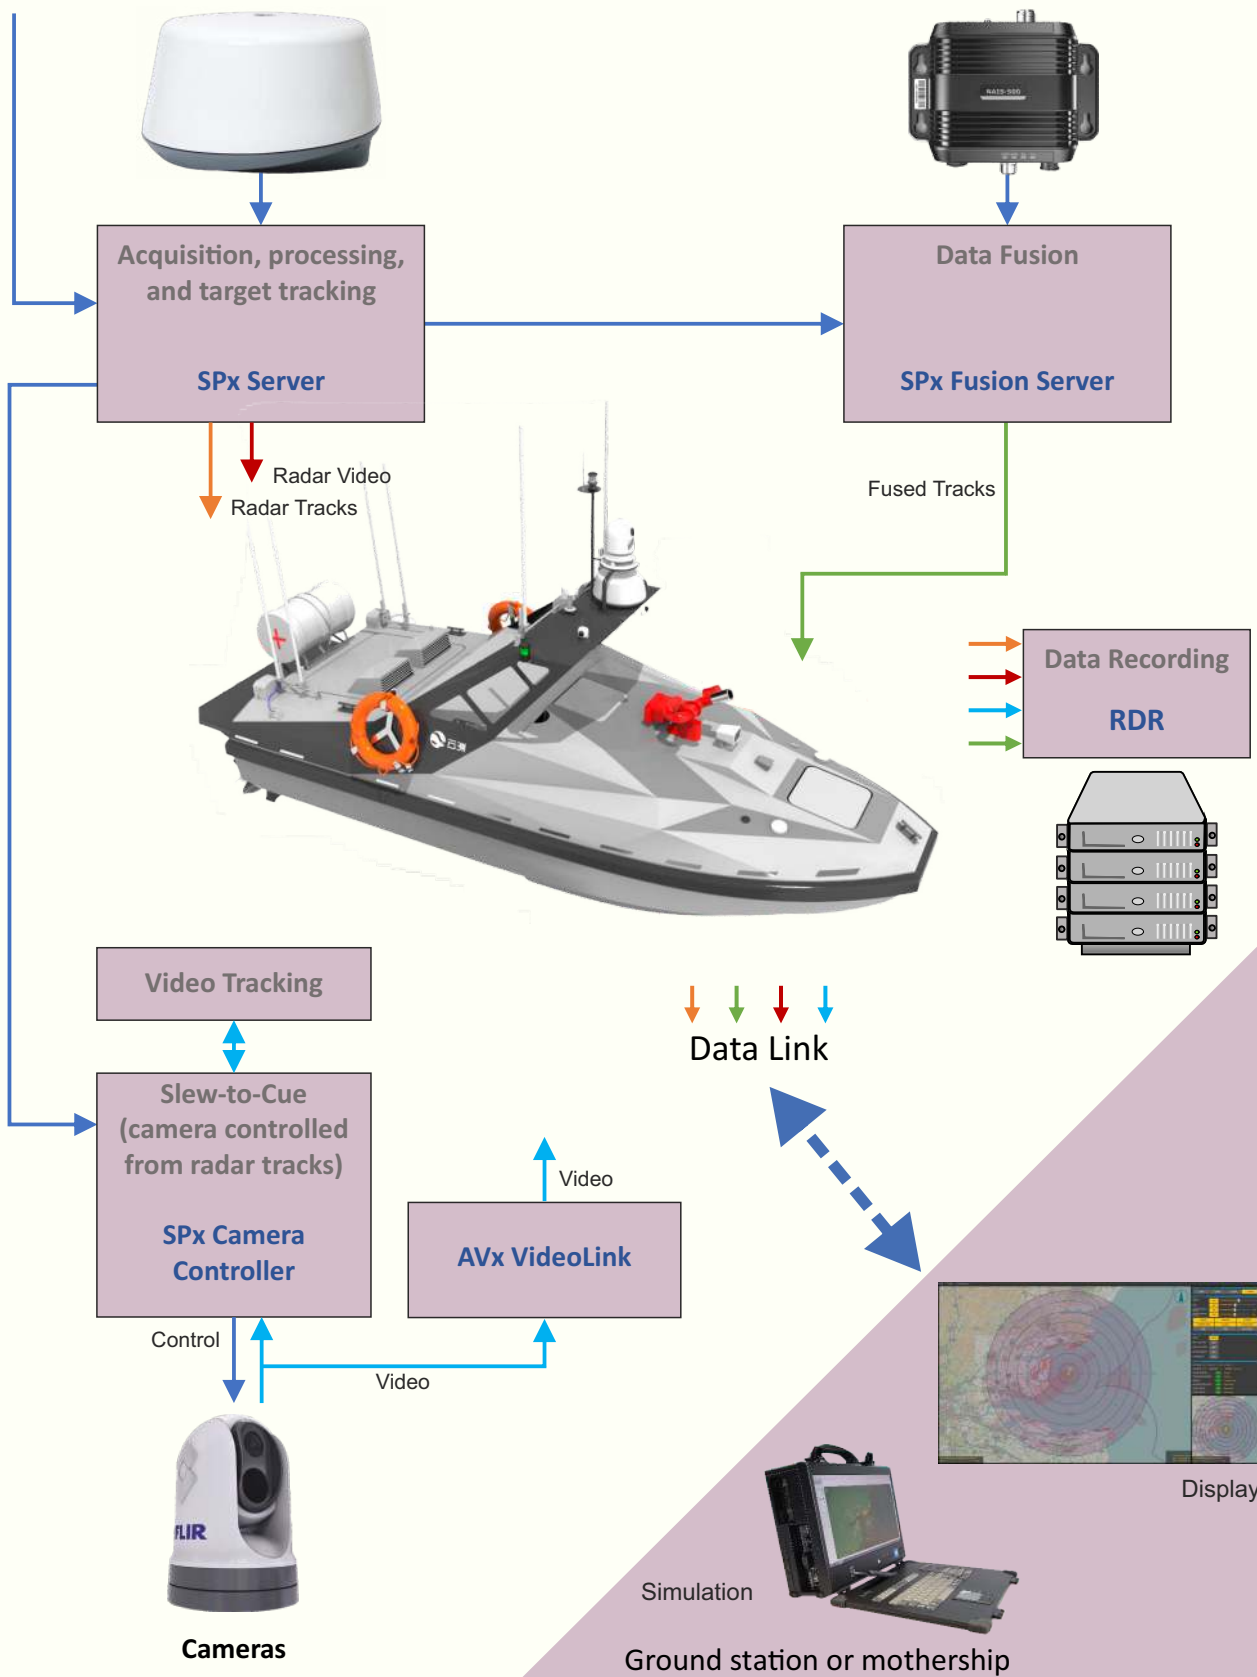 NAIS-500
Acquisition, processing,
and target tracking
SPx Server
Data Fusion
SPx Fusion Server
Radar Video
Radar Tracks
Fused Tracks
Data Recording
RDR
Video Tracking
Data Link
Slew-to-Cue
(camera controlled
from radar tracks)
SPx Camera
Controller
Video
AVx VideoLink
Control
Video
FLIR
Display
Simulation
Cameras
Ground station or mothership